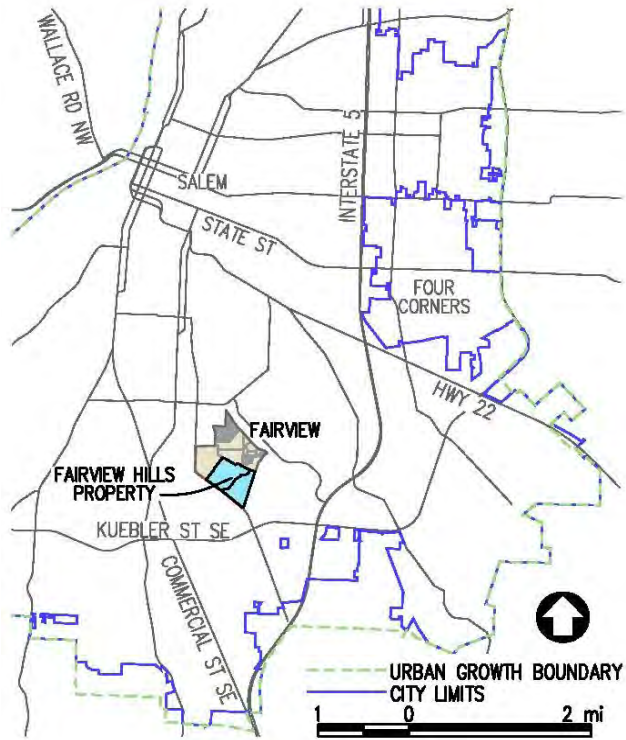 WALLACE RD NW
INTERSTATE 5
SALEM
STATE ST
FOUR
CORNERS
HWY 22
FAIRVIEW
FAIRVIEW HILLS
PROPERTY
KUEBLER ST SE
COMMERCIAL ST SE
URBAN GROWTH BOUNDARY
CITY LIMITS
1 0 2 mi